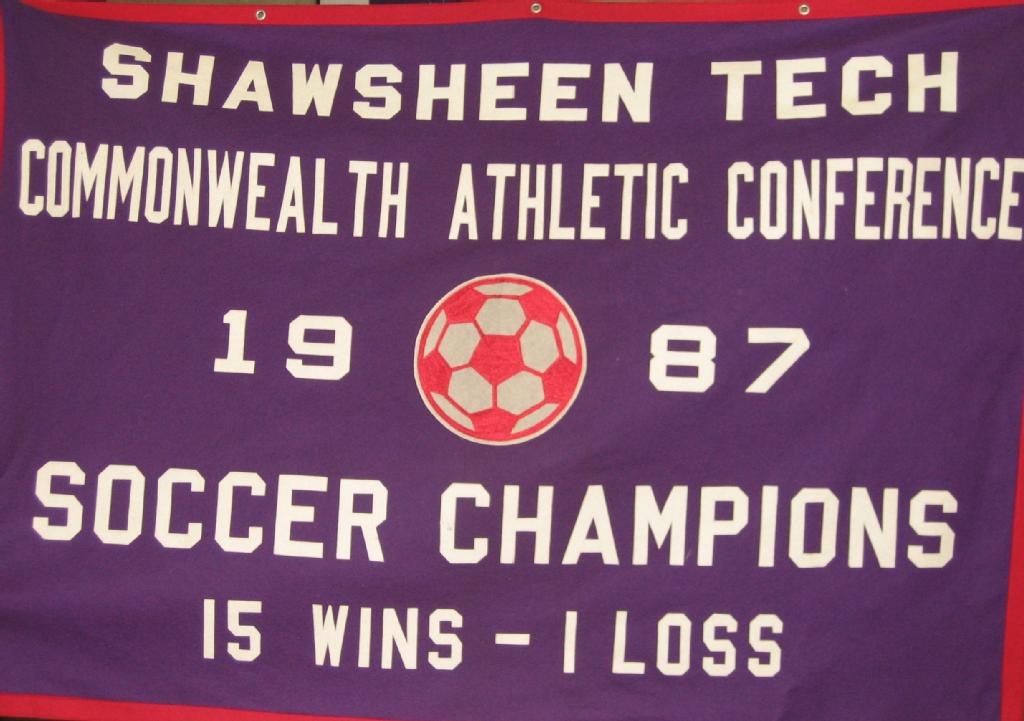 SHAWSHEEN TECH
COMMONWEALTH ATHLETIC CONFERENCE
19 87
SOCCER CHAMPIONS
15 WINS - 1 LOSS